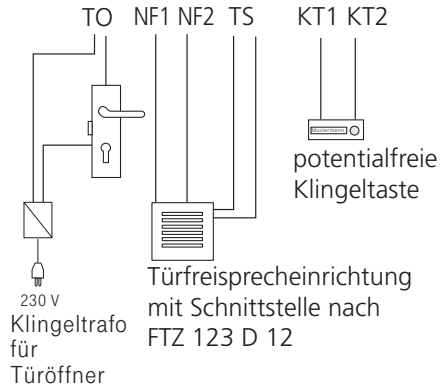 TO NF1 NF2 TS KT1 KT2
Mustermann
potentialfreie
Klingeltaste
230 V
Klingeltrafo
für
Türöffner
Türfreisprecheinrichtung
mit Schnittstelle nach
FTZ 123 D 12